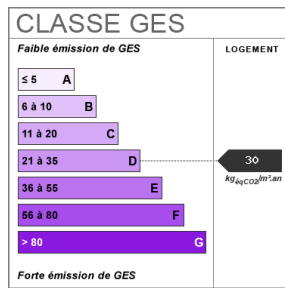 CLASSE GES
Faible émission de GES
LOGEMENT
≤ 5 A
6 à 10 B
11 à 20 C
21 à 35 D
30
kgéqCO2/m².an
36 à 55 E
56 à 80 F
> 80 G
Forte émission de GES